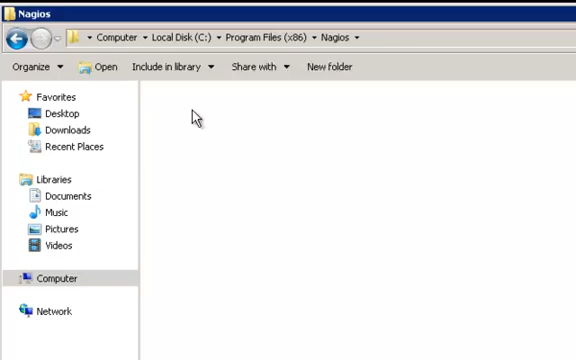 Nagios
Computer Local Disk (C:) Program Files (x86) Nagios
Organize Open Include in library Share with New folder
Favorites
Desktop
Downloads
Recent Places
Libraries
Documents
Music
Pictures
Videos
Computer
Network